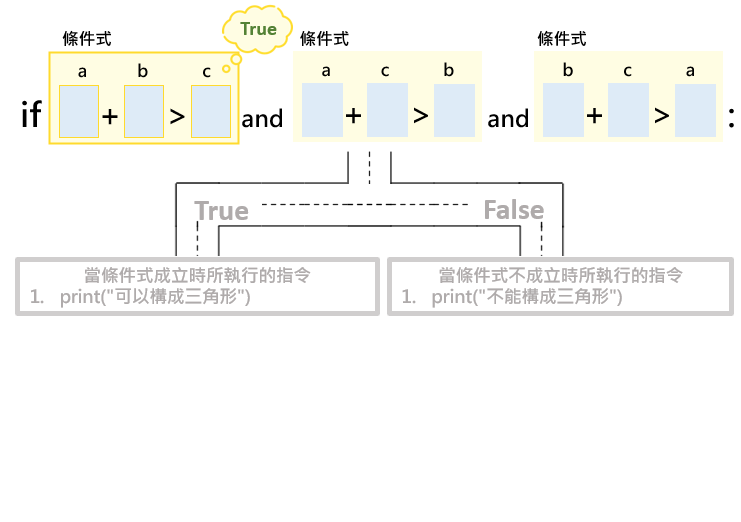 True
條件式 條件式 條件式
a b c a c b b c a
if + > and + > and + > :
True False
當條件式成立時所執行的指令
1. print("可以構成三角形")
當條件式不成立時所執行的指令
1. print("不能構成三角形")